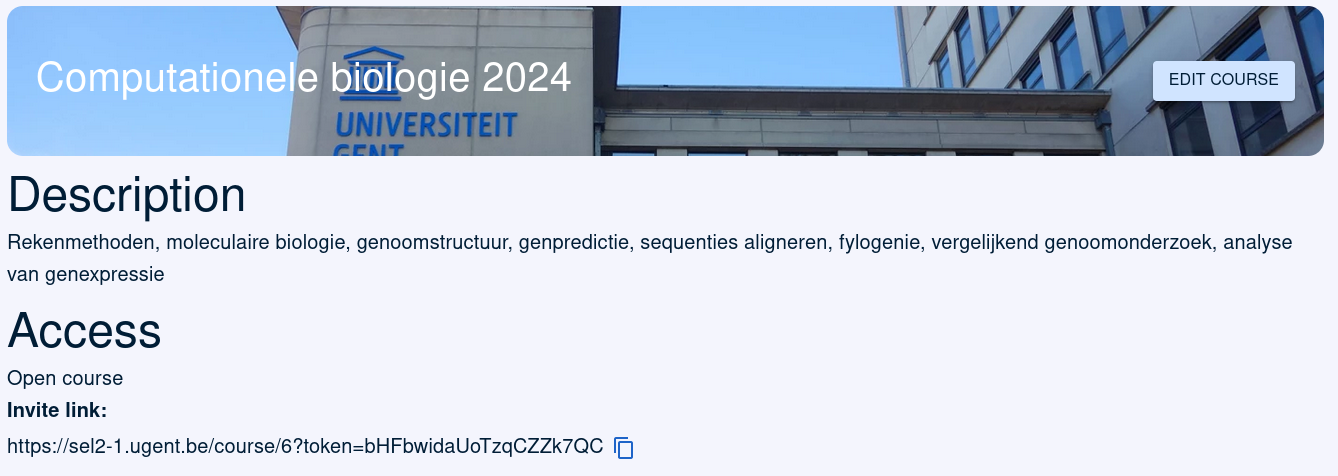 Computationele biologie 2024
EDIT COURSE
UNIVERSITEIT
GENT
Description
Rekenmethoden, moleculaire biologie, genoomstructuur, genpredictie, sequenties aligneren, fylogenie, vergelijkend genoomonderzoek, analyse
van genexpressie
Access
Open course
Invite link:
https://sel2-1.ugent.be/course/6?token=bHFbwidaUoTzqCZZk7QC